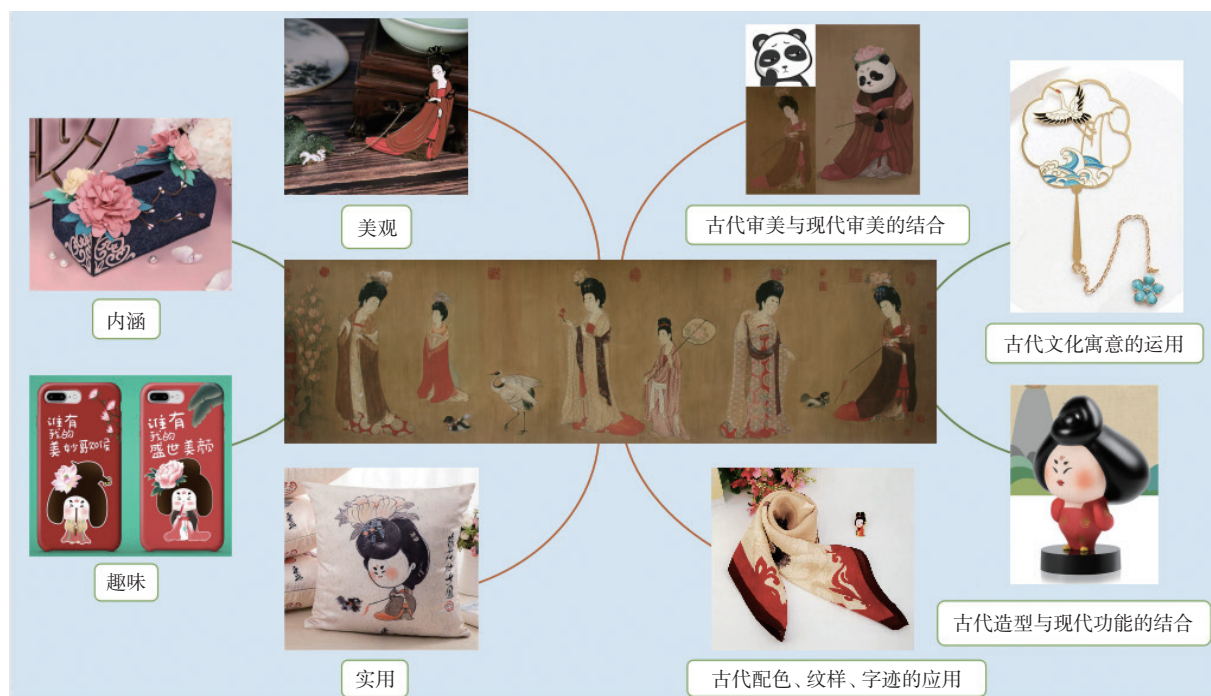 美观
古代审美与现代审美的结合
内涵
古代文化寓意的运用
谁有
我的
美妙歌喉
谁有
我的
盛世美颜
趣味
实用
古代配色、纹样、字迹的应用
古代造型与现代功能的结合